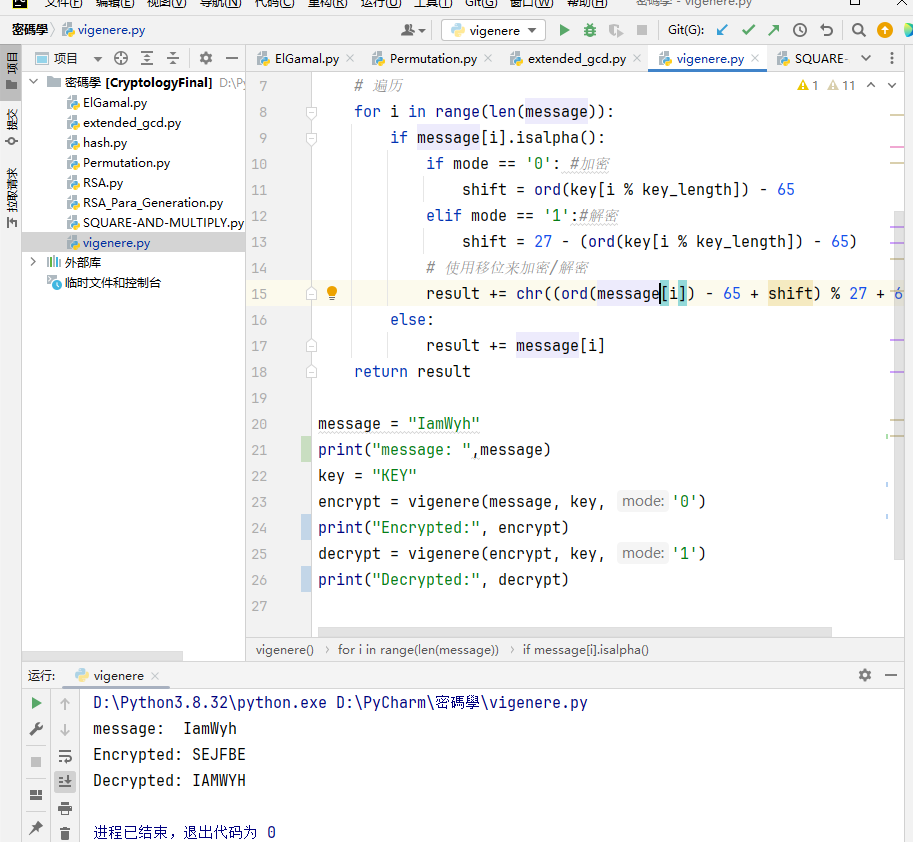 文件(F) 编辑(E) 视图(V) 导航(N) 代码(C) 重构(R) 运行(U) 工具(T) Git(G) 窗口(W) 帮助(H) 密碼學 - vigenere.py
密碼學 vigenere.py vigenere Git(G):
项目 ElGamal.py Permutation.py extended_gcd.py vigenere.py SQUARE-
项目
提交
拉取请求
密碼學 [CryptologyFinal] D:\Py
ElGamal.py
extended_gcd.py
hash.py
Permutation.py
RSA.py
RSA_Para_Generation.py
SQUARE-AND-MULTIPLY.py
vigenere.py
外部库
临时文件和控制台
1 11
7 # 遍历
8 for i in range(len(message)):
9 if message[i].isalpha():
10 if mode == '0': #加密
11 shift = ord(key[i % key_length]) - 65
12 elif mode == '1':#解密
13 shift = 27 - (ord(key[i % key_length]) - 65)
14 # 使用移位来加密/解密
15 result += chr((ord(message[i]) - 65 + shift) % 27 + 6
16 else:
17 result += message[i]
18 return result
19
20 message = "IamWyh"
21 print("message: ",message)
22 key = "KEY"
23 encrypt = vigenere(message, key, mode: '0')
24 print("Encrypted:", encrypt)
25 decrypt = vigenere(encrypt, key, mode: '1')
26 print("Decrypted:", decrypt)
27
vigenere() for i in range(len(message)) if message[i].isalpha()
运行: vigenere
D:\Python3.8.32\python.exe D:\PyCharm\密碼學\vigenere.py
message:  IamWyh
Encrypted: SEJFBE
Decrypted: IAMWYH
进程已结束，退出代码为 0